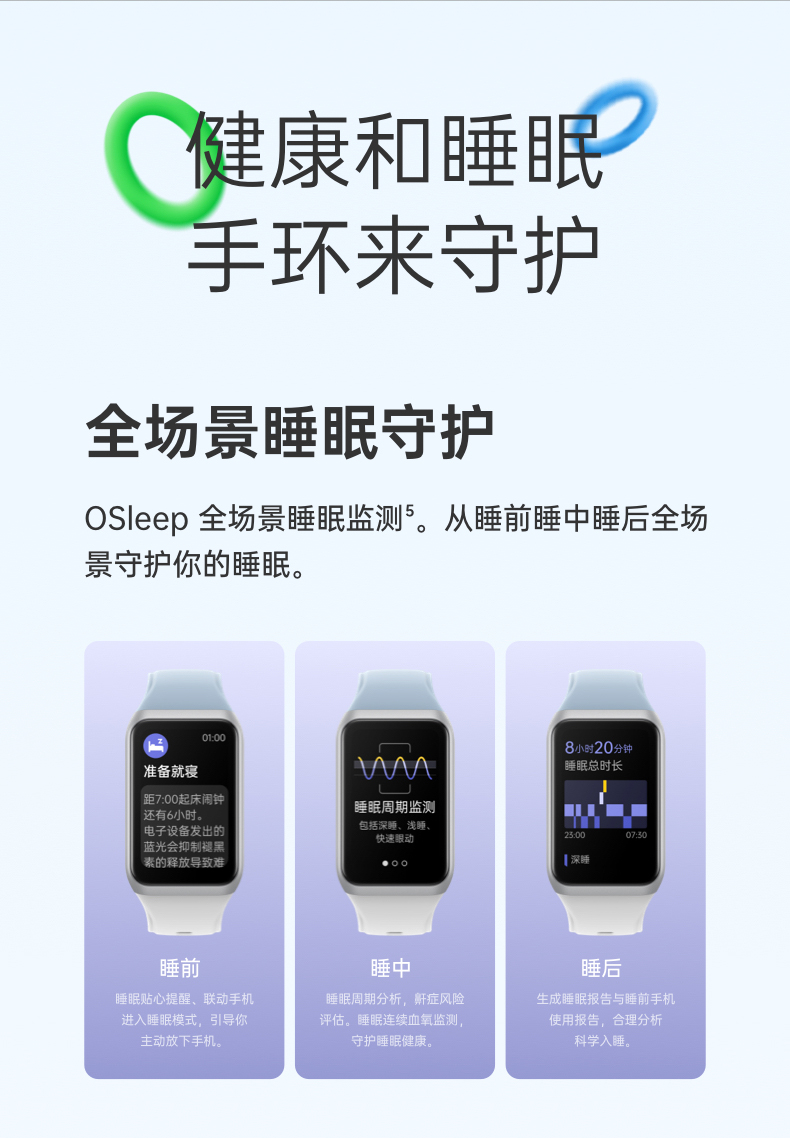 健康和睡眠
手环来守护
全场景睡眠守护
OSleep 全场景睡眠监测⁵。从睡前睡中睡后全场
景守护你的睡眠。
01:00
准备就寝
距7:00起床闹钟
还有6小时。
电子设备发出的
蓝光会抑制褪黑
素的释放导致难
睡前
睡眠贴心提醒、联动手机
进入睡眠模式，引导你
主动放下手机。
睡眠周期监测
包括深睡、浅睡、
快速眼动
睡中
睡眠周期分析，鼾症风险
评估。睡眠连续血氧监测，
守护睡眠健康。
8小时20分钟
睡眠总时长
23:00 07:30
深睡
睡后
生成睡眠报告与睡前手机
使用报告，合理分析
科学入睡。